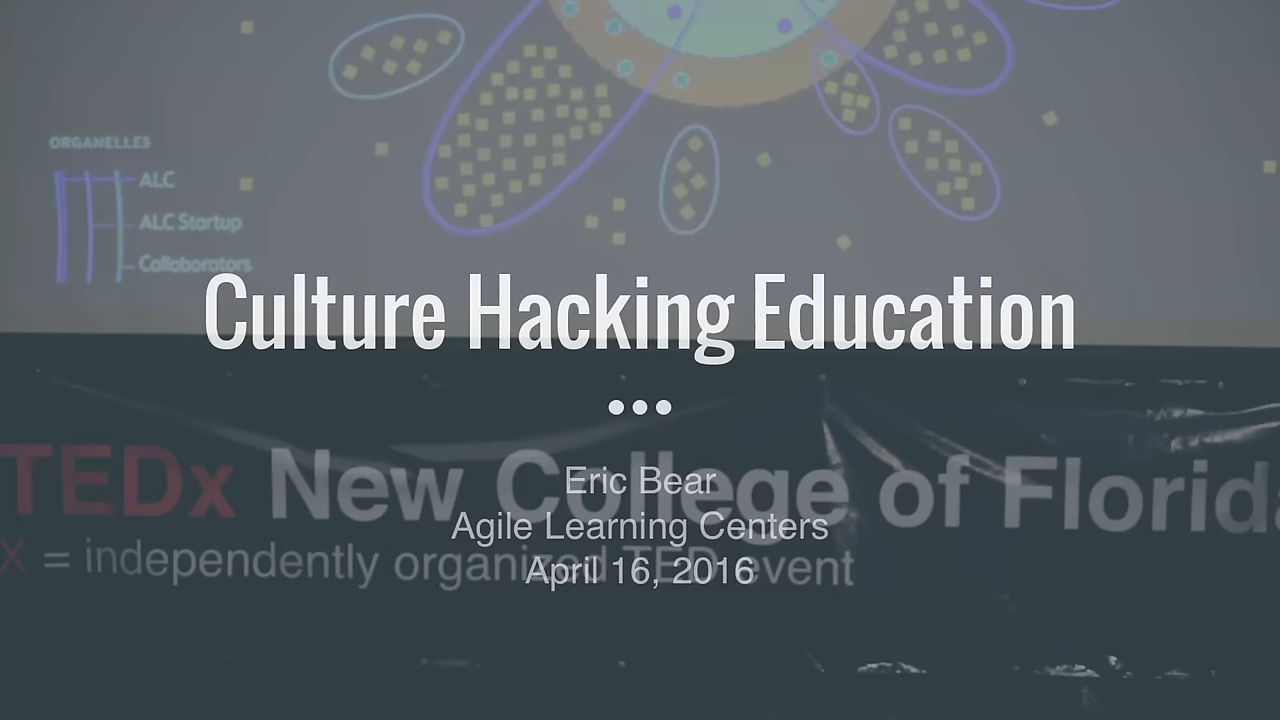 ORGANELLES
ALC
ALC Startup
Collaborators
Culture Hacking Education
TEDx New College of Florida
Eric Bear
Agile Learning Centers
X = independently organized TED event
April 16, 2016